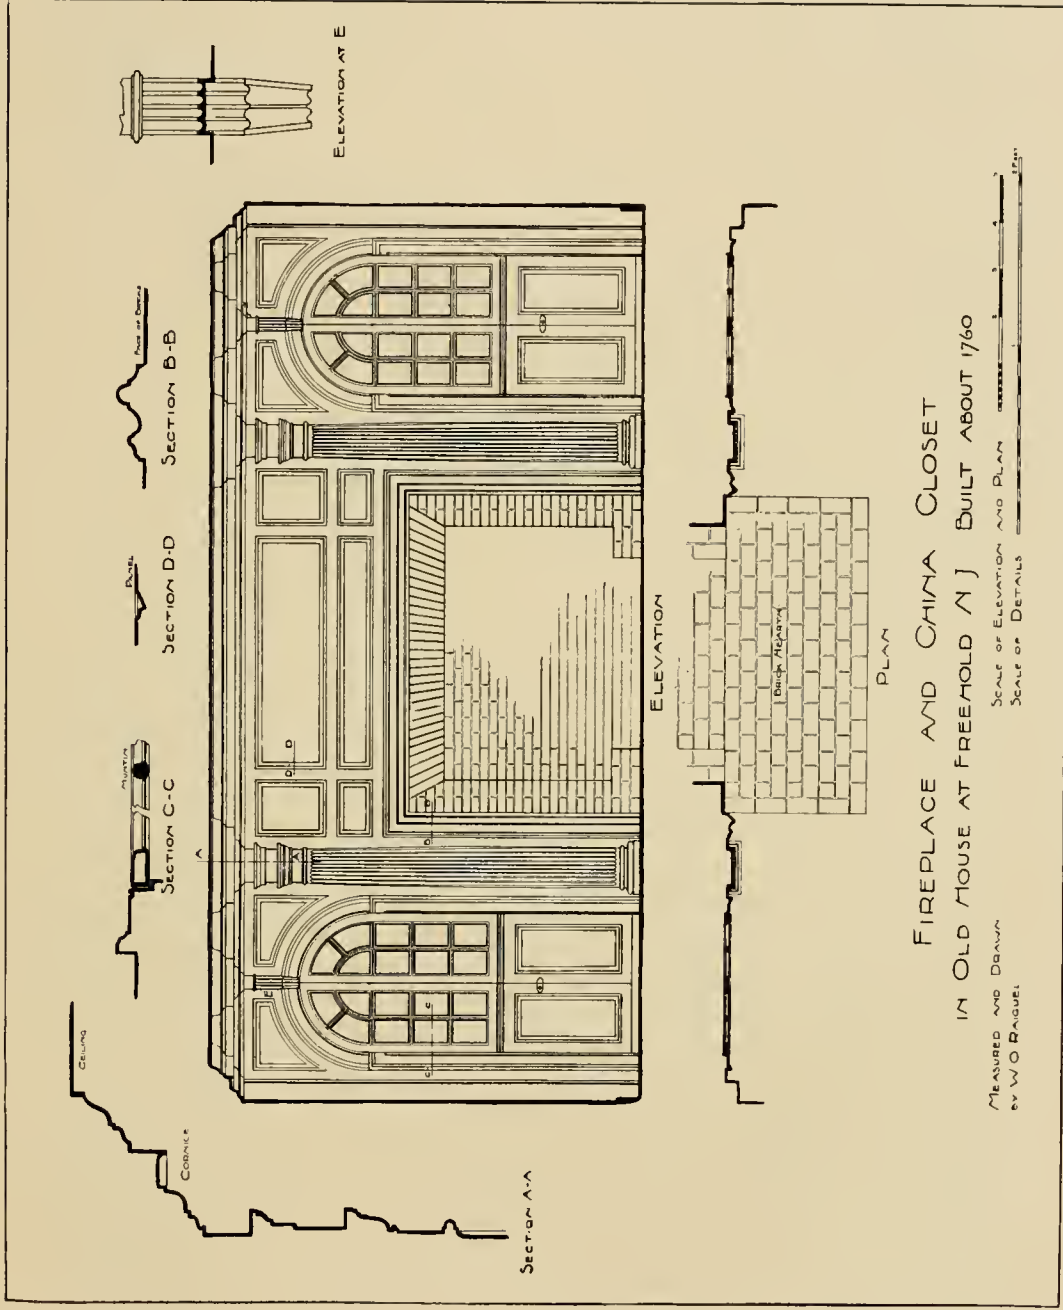 CEILING
CORNICE
SECTION A-A
MUNTIN
SECTION C-C
PANEL
SECTION D-D
FACE OF BRICKS
SECTION B-B
ELEVATION AT E
A
A
E
C
C
D
D
B
B
ELEVATION
BRICK HEARTH
PLAN
FIREPLACE AND CHINA CLOSET
IN OLD HOUSE AT FREEHOLD N J BUILT ABOUT 1760
MEASURED AND DRAWN
BY W O RAIGUEL
SCALE OF ELEVATION AND PLAN
SCALE OF DETAILS